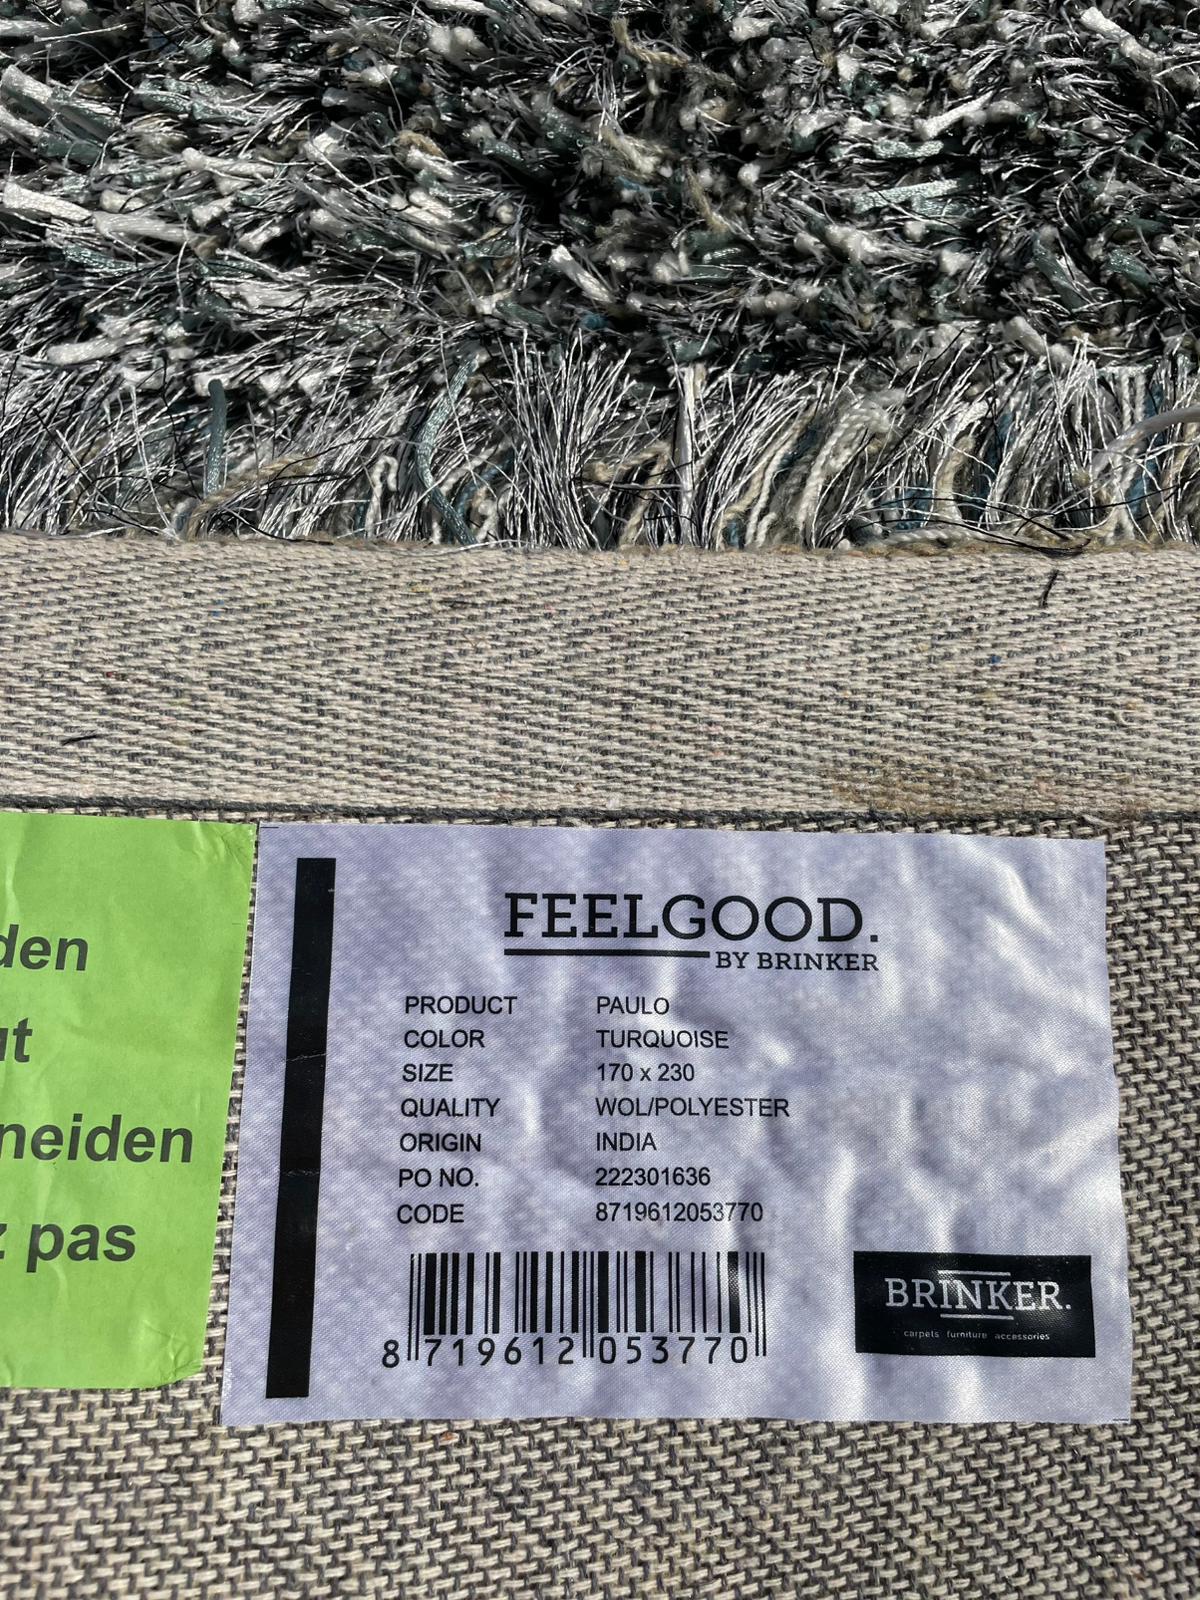 den
neiden
pas
FEELGOOD.
BY BRINKER
PRODUCT PAULO
COLOR TURQUOISE
SIZE 170 x 230
QUALITY WOL/POLYESTER
ORIGIN INDIA
PO NO. 222301636
CODE 8719612053770
8 719612 053770
BRINKER.
carpets furniture accessories